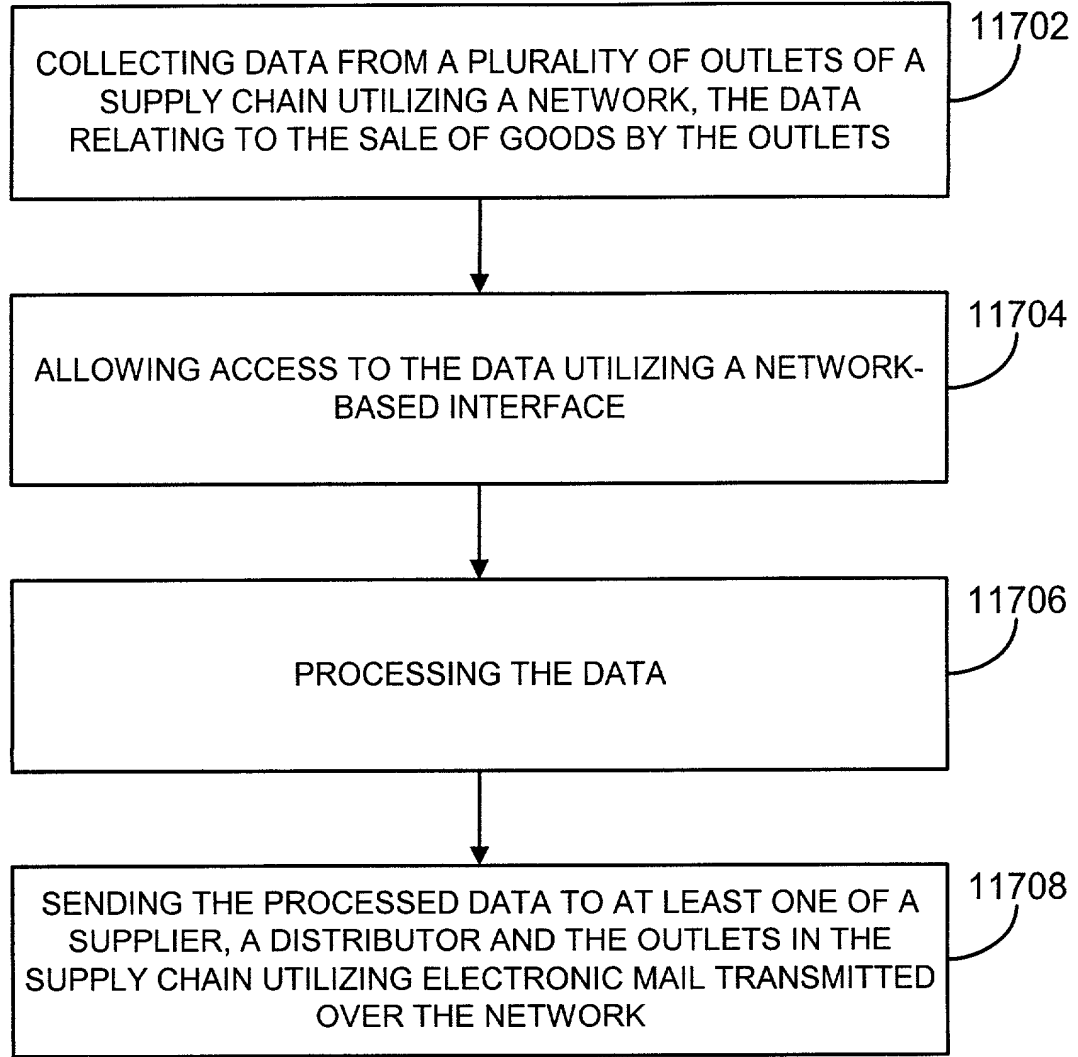 11702
COLLECTING DATA FROM A PLURALITY OF OUTLETS OF A
SUPPLY CHAIN UTILIZING A NETWORK, THE DATA
RELATING TO THE SALE OF GOODS BY THE OUTLETS
11704
ALLOWING ACCESS TO THE DATA UTILIZING A NETWORK-
BASED INTERFACE
11706
PROCESSING THE DATA
11708
SENDING THE PROCESSED DATA TO AT LEAST ONE OF A
SUPPLIER, A DISTRIBUTOR AND THE OUTLETS IN THE
SUPPLY CHAIN UTILIZING ELECTRONIC MAIL TRANSMITTED
OVER THE NETWORK